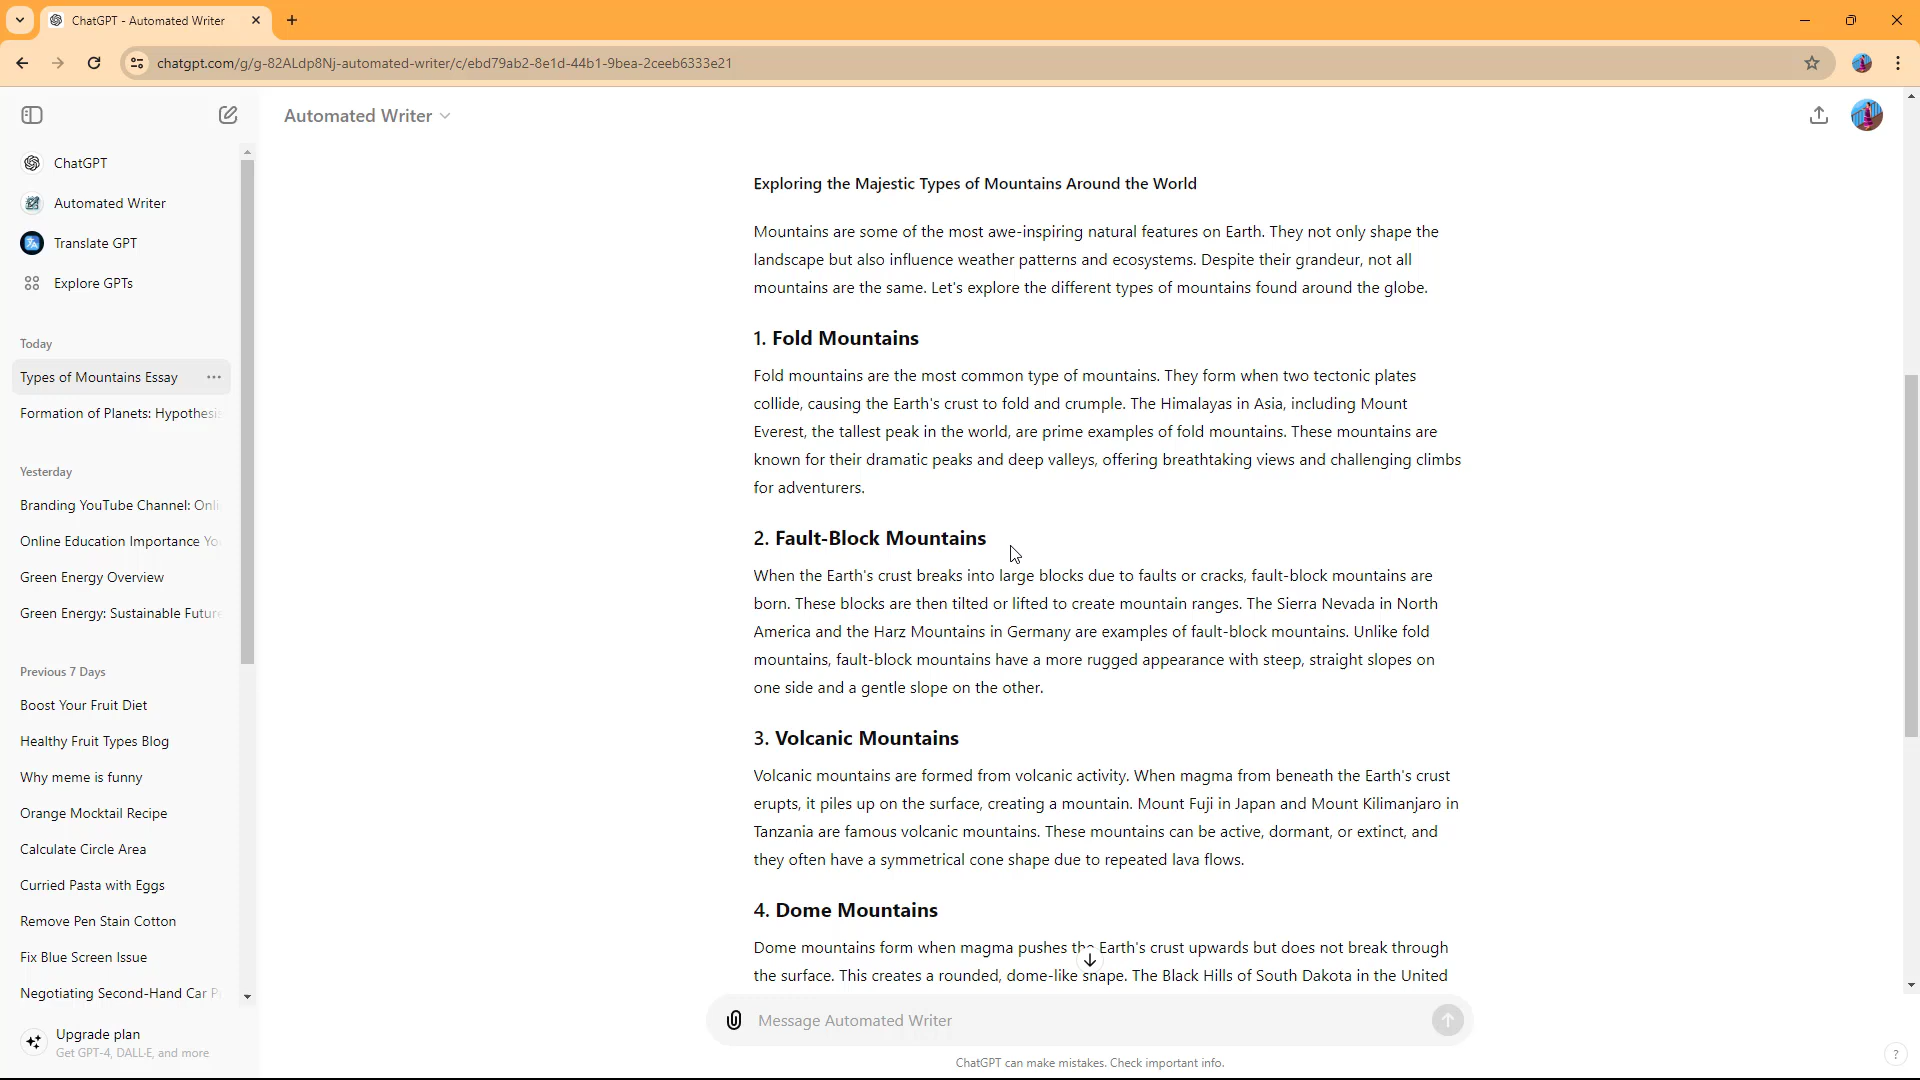 ChatGPT - Automated Writer
chatgpt.com/g/g-82ALdp8Nj-automated-writer/c/ebd79ab2-8e1d-44b1-9bea-2ceeb6333e21
ChatGPT
Automated Writer
Translate GPT
Explore GPTs
Today
Types of Mountains Essay
Formation of Planets: Hypothesis
Yesterday
Branding YouTube Channel: Onli
Online Education Importance Yo
Green Energy Overview
Green Energy: Sustainable Future
Previous 7 Days
Boost Your Fruit Diet
Healthy Fruit Types Blog
Why meme is funny
Orange Mocktail Recipe
Calculate Circle Area
Curried Pasta with Eggs
Remove Pen Stain Cotton
Fix Blue Screen Issue
Negotiating Second-Hand Car P
Upgrade plan
Get GPT-4, DALL·E, and more
Automated Writer
Exploring the Majestic Types of Mountains Around the World
Mountains are some of the most awe-inspiring natural features on Earth. They not only shape the
landscape but also influence weather patterns and ecosystems. Despite their grandeur, not all
mountains are the same. Let's explore the different types of mountains found around the globe.
1. Fold Mountains
Fold mountains are the most common type of mountains. They form when two tectonic plates
collide, causing the Earth's crust to fold and crumple. The Himalayas in Asia, including Mount
Everest, the tallest peak in the world, are prime examples of fold mountains. These mountains are
known for their dramatic peaks and deep valleys, offering breathtaking views and challenging climbs
for adventurers.
2. Fault-Block Mountains
When the Earth's crust breaks into large blocks due to faults or cracks, fault-block mountains are
born. These blocks are then tilted or lifted to create mountain ranges. The Sierra Nevada in North
America and the Harz Mountains in Germany are examples of fault-block mountains. Unlike fold
mountains, fault-block mountains have a more rugged appearance with steep, straight slopes on
one side and a gentle slope on the other.
3. Volcanic Mountains
Volcanic mountains are formed from volcanic activity. When magma from beneath the Earth's crust
erupts, it piles up on the surface, creating a mountain. Mount Fuji in Japan and Mount Kilimanjaro in
Tanzania are famous volcanic mountains. These mountains can be active, dormant, or extinct, and
they often have a symmetrical cone shape due to repeated lava flows.
4. Dome Mountains
Dome mountains form when magma pushes the Earth's crust upwards but does not break through
the surface. This creates a rounded, dome-like shape. The Black Hills of South Dakota in the United
Message Automated Writer
ChatGPT can make mistakes. Check important info.
?